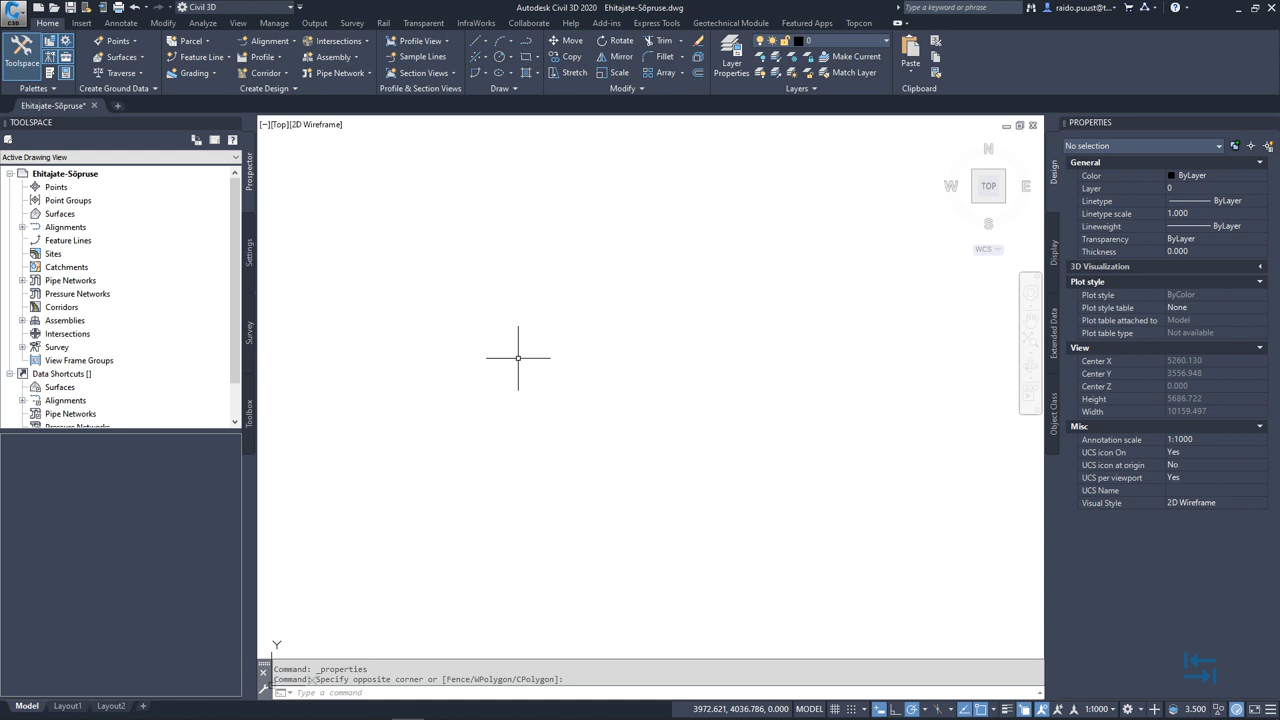 C3D Civil 3D Autodesk Civil 3D 2020 Ehitajate-Sõpruse.dwg Type a keyword or phrase raido.puust@t...
Home Insert Annotate Modify Analyze View Manage Output Survey Rail Transparent InfraWorks Collaborate Help Add-ins Express Tools Geotechnical Module Featured Apps Topcon
Points Parcel Alignment Intersections Profile View Move Rotate Trim 0
Toolspace Surfaces Feature Line Profile Assembly Sample Lines Copy Mirror Fillet Layer Properties Make Current Paste
Traverse Grading Corridor Pipe Network Section Views Stretch Scale Array Match Layer
Palettes Create Ground Data Create Design Profile & Section Views Draw Modify Layers Clipboard
Ehitajate-Sõpruse*
TOOLSPACE
Active Drawing View
Ehitajate-Sõpruse
Points
Point Groups
Surfaces
Alignments
Feature Lines
Sites
Catchments
Pipe Networks
Pressure Networks
Corridors
Assemblies
Intersections
Survey
View Frame Groups
Data Shortcuts []
Surfaces
Alignments
Pipe Networks
Pressure Networks
Prospector
Settings
Survey
Toolbox
[−][Top][2D Wireframe]
N
W TOP E
S
WCS
Y
Command: _properties
Command: Specify opposite corner or [Fence/WPolygon/CPolygon]:
Type a command
Design
Display
Extended Data
Object Class
PROPERTIES
No selection
General
Color ByLayer
Layer 0
Linetype ByLayer
Linetype scale 1.000
Lineweight ByLayer
Transparency ByLayer
Thickness 0.000
3D Visualization
Plot style
Plot style ByColor
Plot style table None
Plot table attached to Model
Plot table type Not available
View
Center X 5260.130
Center Y 3556.948
Center Z 0.000
Height 5686.722
Width 10159.497
Misc
Annotation scale 1:1000
UCS icon On Yes
UCS icon at origin No
UCS per viewport Yes
UCS Name
Visual Style 2D Wireframe
Model Layout1 Layout2 + 3972.621, 4036.786, 0.000 MODEL 1:1000 3.500